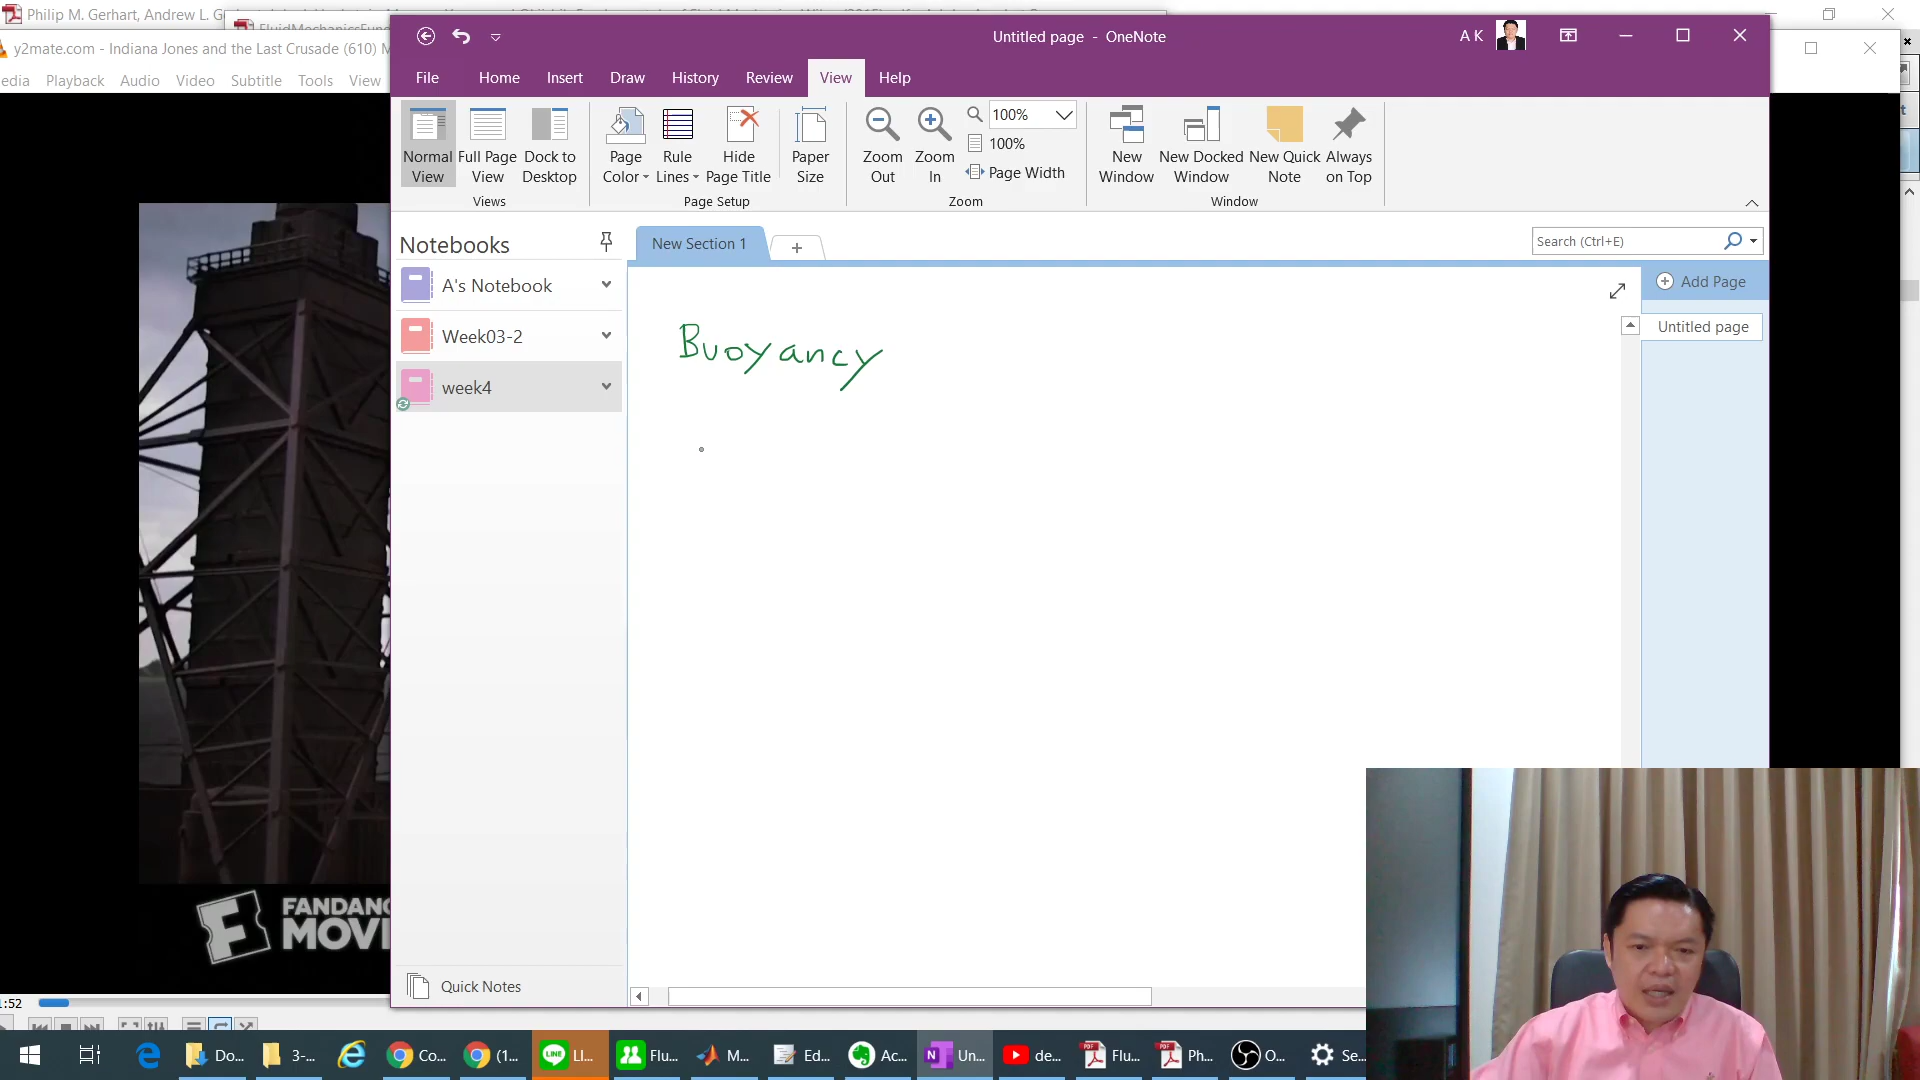 Philip M. Gerhart, Andrew L. G
y2mate.com - Indiana Jones and the Last Crusade (610) M
edia Playback Audio Video Subtitle Tools View
Untitled page - OneNote
A K
File Home Insert Draw History Review View Help
Normal View
Full Page View
Dock to Desktop
Views
Page Color
Rule Lines
Hide Page Title
Paper Size
Page Setup
Zoom Out
Zoom In
100%
100%
Page Width
Zoom
New Window
New Docked Window
New Quick Note
Always on Top
Window
Notebooks
New Section 1
+
Search (Ctrl+E)
A's Notebook
Week03-2
week4
Add Page
Untitled page
Buoyancy
FANDANG
MOVI
Quick Notes
:52
Do...
3-...
Co...
(1...
LINE
LI...
Flu...
M...
Ed...
Ac...
N
Un...
de...
PDF
Flu...
PDF
Ph...
O...
Se...